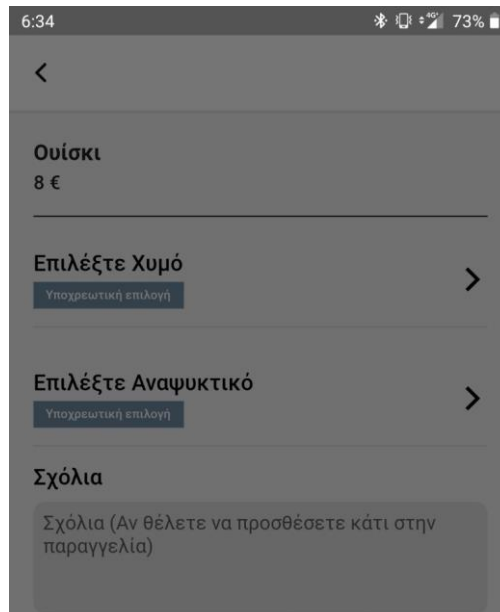 6:34
4G+ 73%
Ουίσκι
8 €
Επιλέξτε Χυμό
Υποχρεωτική επιλογή
Επιλέξτε Αναψυκτικό
Υποχρεωτική επιλογή
Σχόλια
Σχόλια (Αν θέλετε να προσθέσετε κάτι στην
παραγγελία)